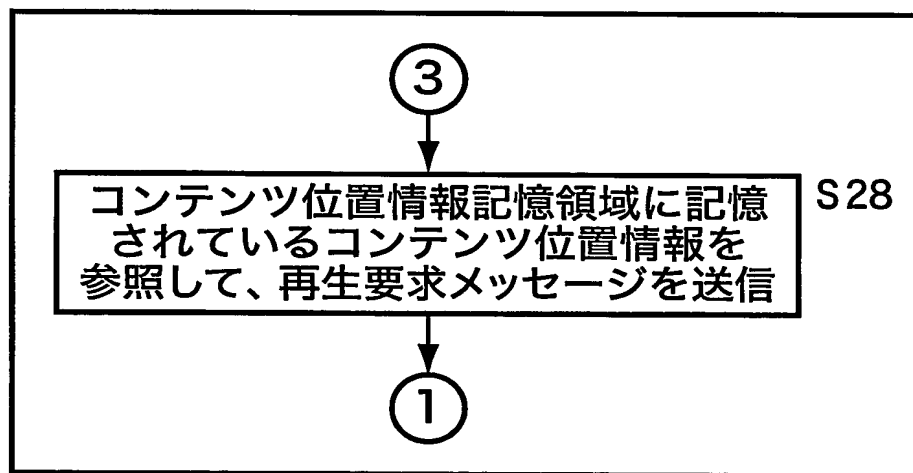 3
コンテンツ位置情報記憶領域に記憶
されているコンテンツ位置情報を
参照して、再生要求メッセージを送信
S28
1